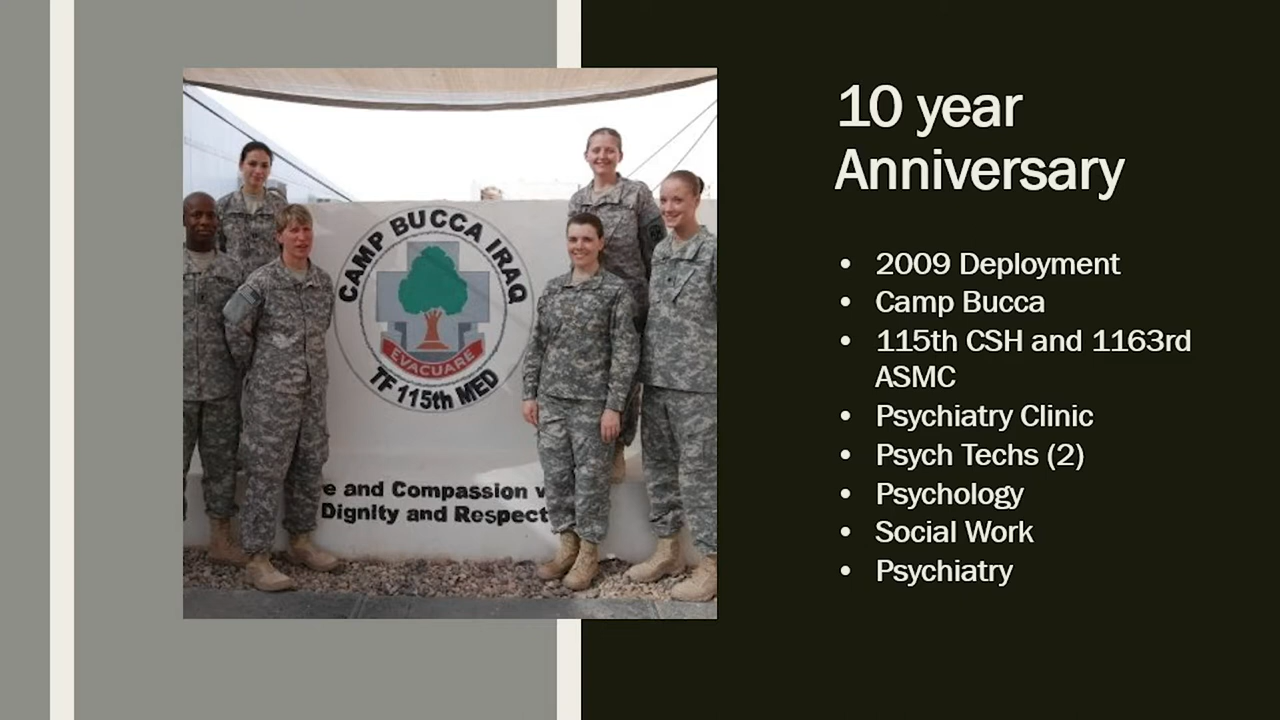 10 year
Anniversary
• 2009 Deployment
• Camp Bucca
• 115th CSH and 1163rd
ASMC
• Psychiatry Clinic
• Psych Techs (2)
• Psychology
• Social Work
• Psychiatry
CAMP BUCCA IRAQ
EVACUARE
TF 115th MED
e and Compassion
Dignity and Respect